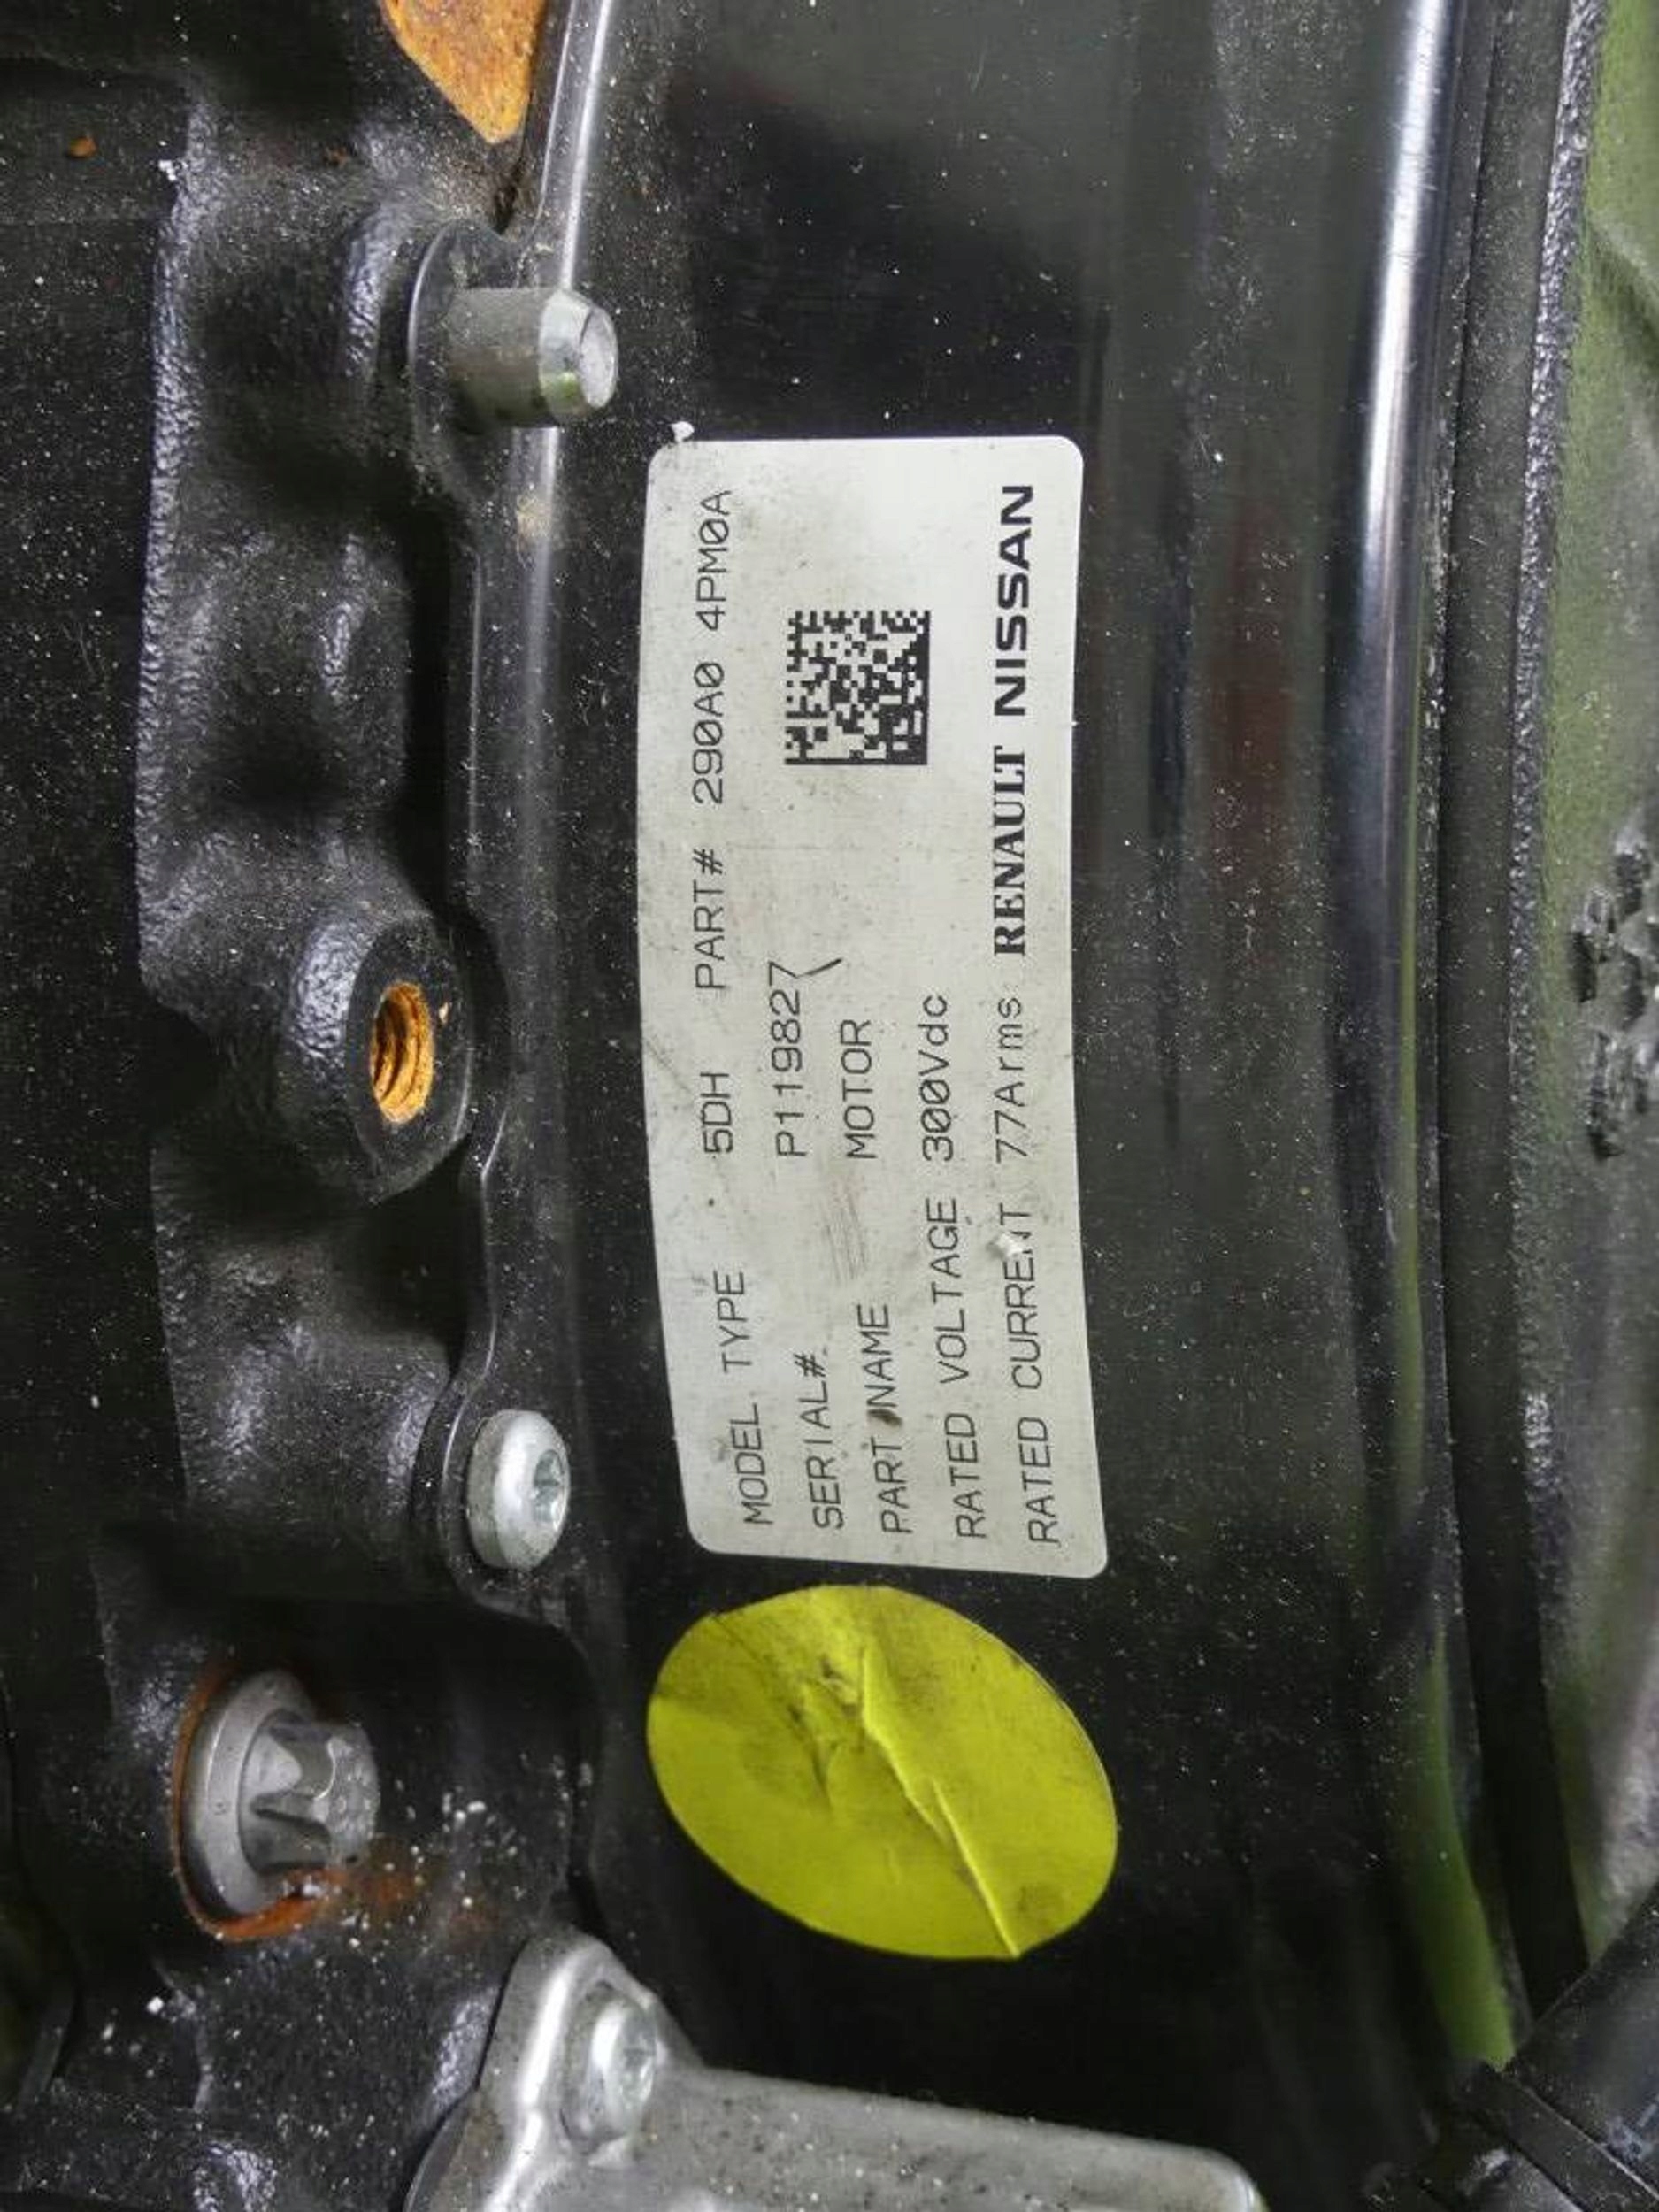 MODEL TYPE 5DH PART# 290A0 4PM0A
SERIAL# P119827
PART NAME MOTOR
RATED VOLTAGE 300Vdc
RATED CURRENT 77Arms RENAULT NISSAN